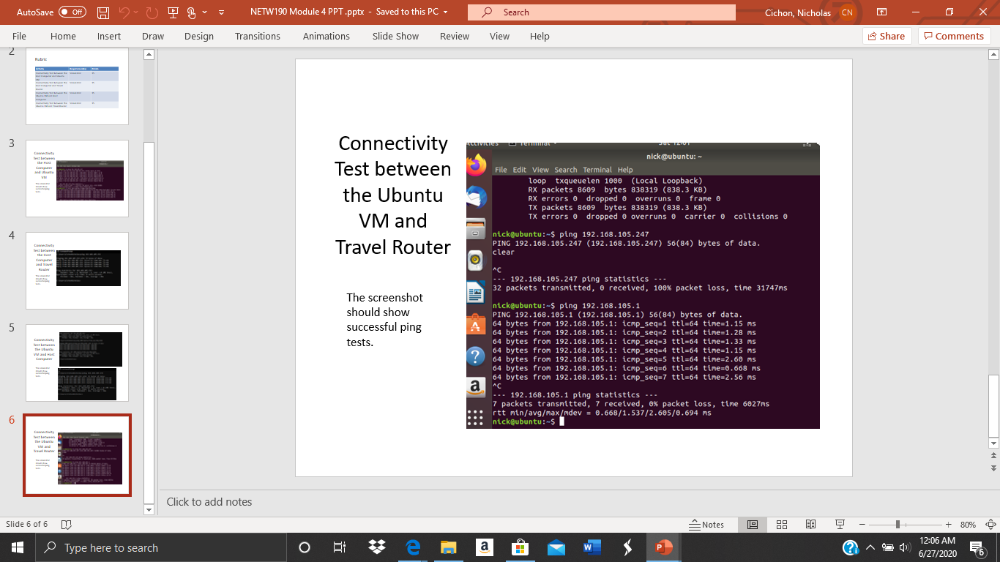 AutoSave Off NETW190 Module 4 PPT .pptx - Saved to this PC Search Cichon, Nicholas CN
File Home Insert Draw Design Transitions Animations Slide Show Review View Help Share Comments
2
Rubric
3
Connectivity
Test between
the Host
Computer
and Ubuntu
VM
4
Connectivity
Test between
the Host
Computer
and Travel
Router
5
Connectivity
Test between
the Ubuntu
VM and Host
Computer
6
Connectivity
Test between
the Ubuntu
VM and
Travel Router
Connectivity
Test between
the Ubuntu
VM and
Travel Router
The screenshot
should show
successful ping
tests.
nick@ubuntu: ~
File Edit View Search Terminal Help
loop txqueuelen 1000 (Local Loopback)
RX packets 8609 bytes 838319 (838.3 KB)
RX errors 0 dropped 0 overruns 0 frame 0
TX packets 8609 bytes 838319 (838.3 KB)
TX errors 0 dropped 0 overruns 0 carrier 0 collisions 0
nick@ubuntu:~$ ping 192.168.105.247
PING 192.168.105.247 (192.168.105.247) 56(84) bytes of data.
clear
^C
--- 192.168.105.247 ping statistics ---
32 packets transmitted, 0 received, 100% packet loss, time 31747ms
nick@ubuntu:~$ ping 192.168.105.1
PING 192.168.105.1 (192.168.105.1) 56(84) bytes of data.
64 bytes from 192.168.105.1: icmp_seq=1 ttl=64 time=1.15 ms
64 bytes from 192.168.105.1: icmp_seq=2 ttl=64 time=1.28 ms
64 bytes from 192.168.105.1: icmp_seq=3 ttl=64 time=1.33 ms
64 bytes from 192.168.105.1: icmp_seq=4 ttl=64 time=1.15 ms
64 bytes from 192.168.105.1: icmp_seq=5 ttl=64 time=2.60 ms
64 bytes from 192.168.105.1: icmp_seq=6 ttl=64 time=0.668 ms
64 bytes from 192.168.105.1: icmp_seq=7 ttl=64 time=2.56 ms
^C
--- 192.168.105.1 ping statistics ---
7 packets transmitted, 7 received, 0% packet loss, time 6027ms
rtt min/avg/max/mdev = 0.668/1.537/2.605/0.694 ms
nick@ubuntu:~$
Click to add notes
Slide 6 of 6 Notes 80%
Type here to search 12:06 AM
6/27/2020 6